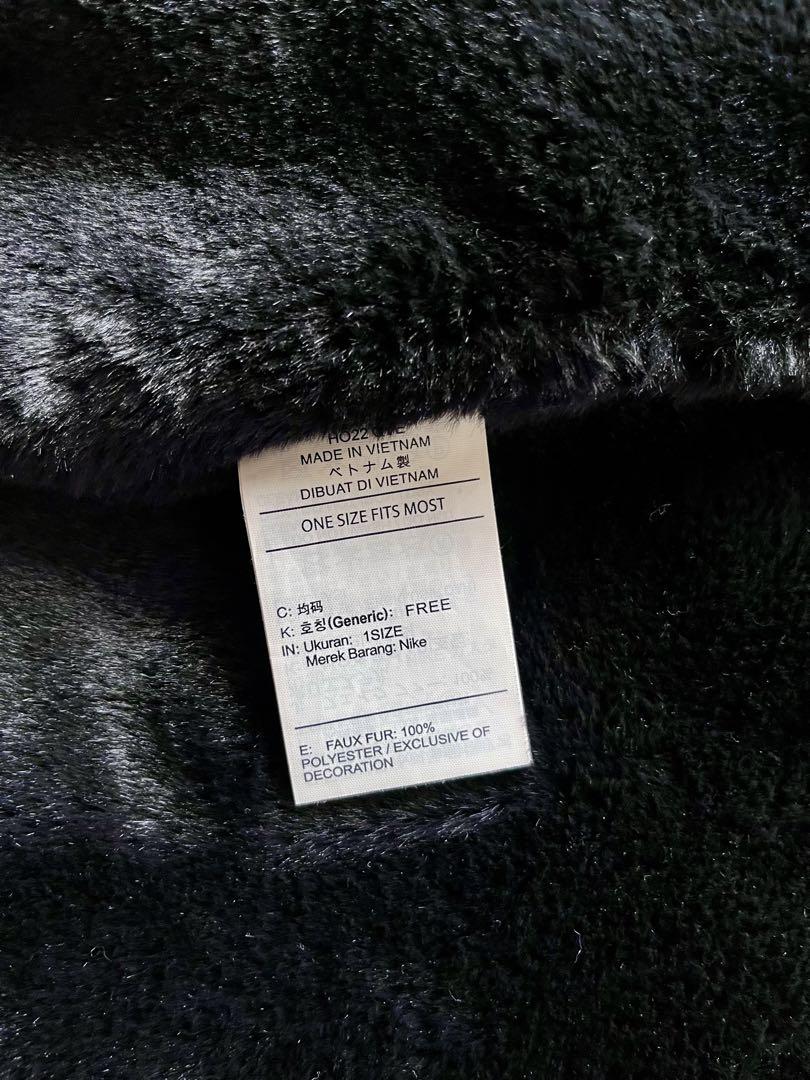 HO22
MADE IN VIETNAM
ベトナム製
DIBUAT DI VIETNAM
ONE SIZE FITS MOST
C: 均码
K: 호칭(Generic): FREE
IN: Ukuran: 1SIZE
Merek Barang: Nike
E: FAUX FUR: 100%
POLYESTER / EXCLUSIVE OF
DECORATION